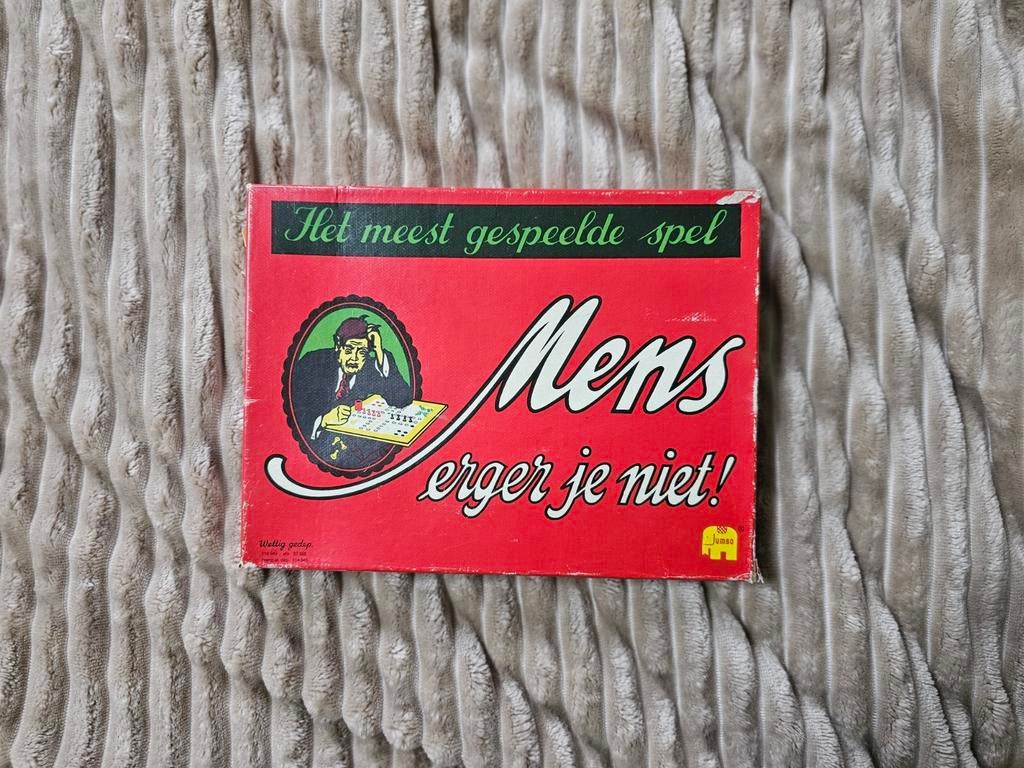 Het meest gespeelde spel
Mens
erger je niet!
Jumbo
Wettig gedep.